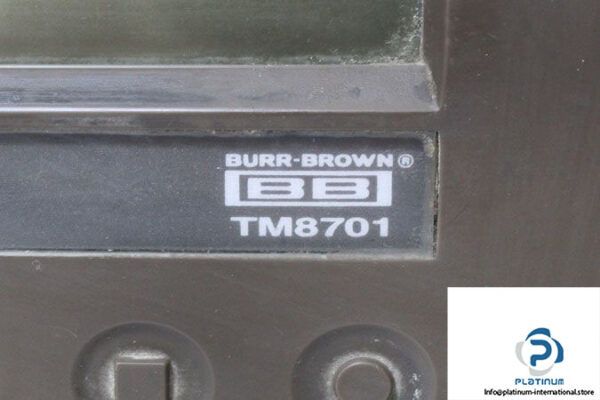 BURR-BROWN®
BB
TM8701
PLATINUM
Info@platinum-international.store